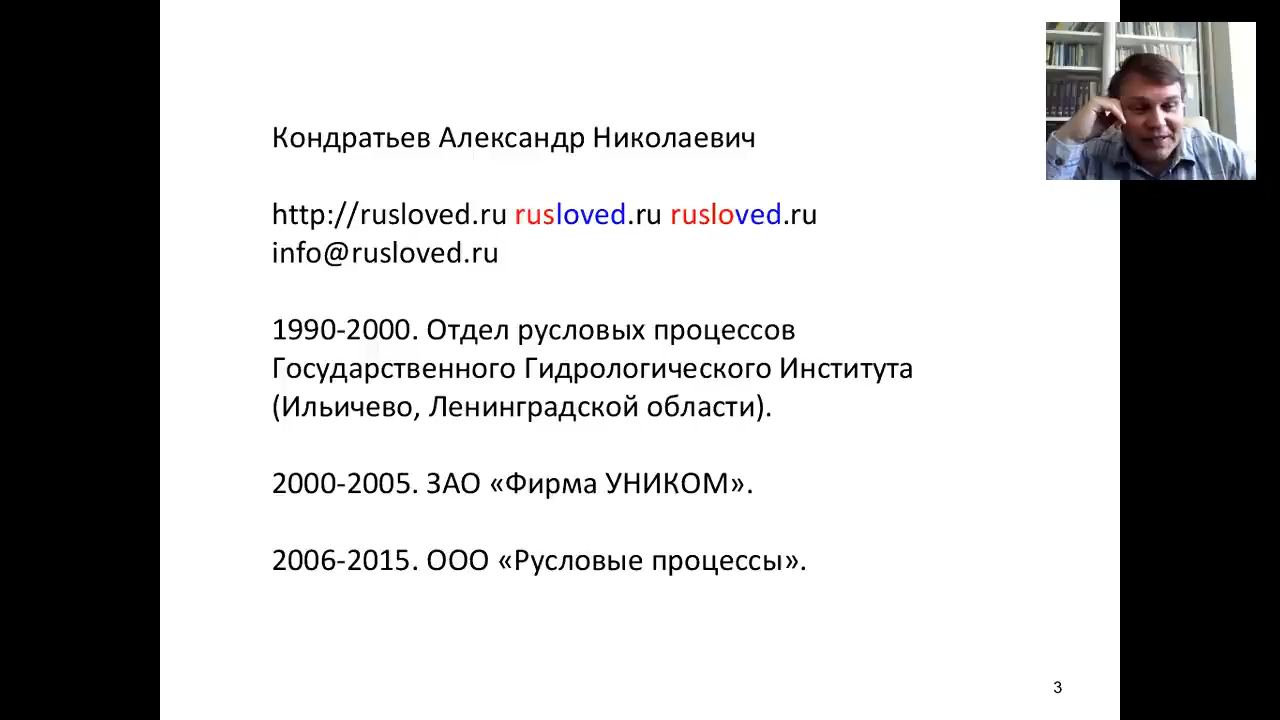 Кондратьев Александр Николаевич
http://rusloved.ru rusloved.ru rusloved.ru
info@rusloved.ru
1990-2000. Отдел русловых процессов
Государственного Гидрологического Института
(Ильичево, Ленинградской области).
2000-2005. ЗАО «Фирма УНИКОМ».
2006-2015. ООО «Русловые процессы».
3